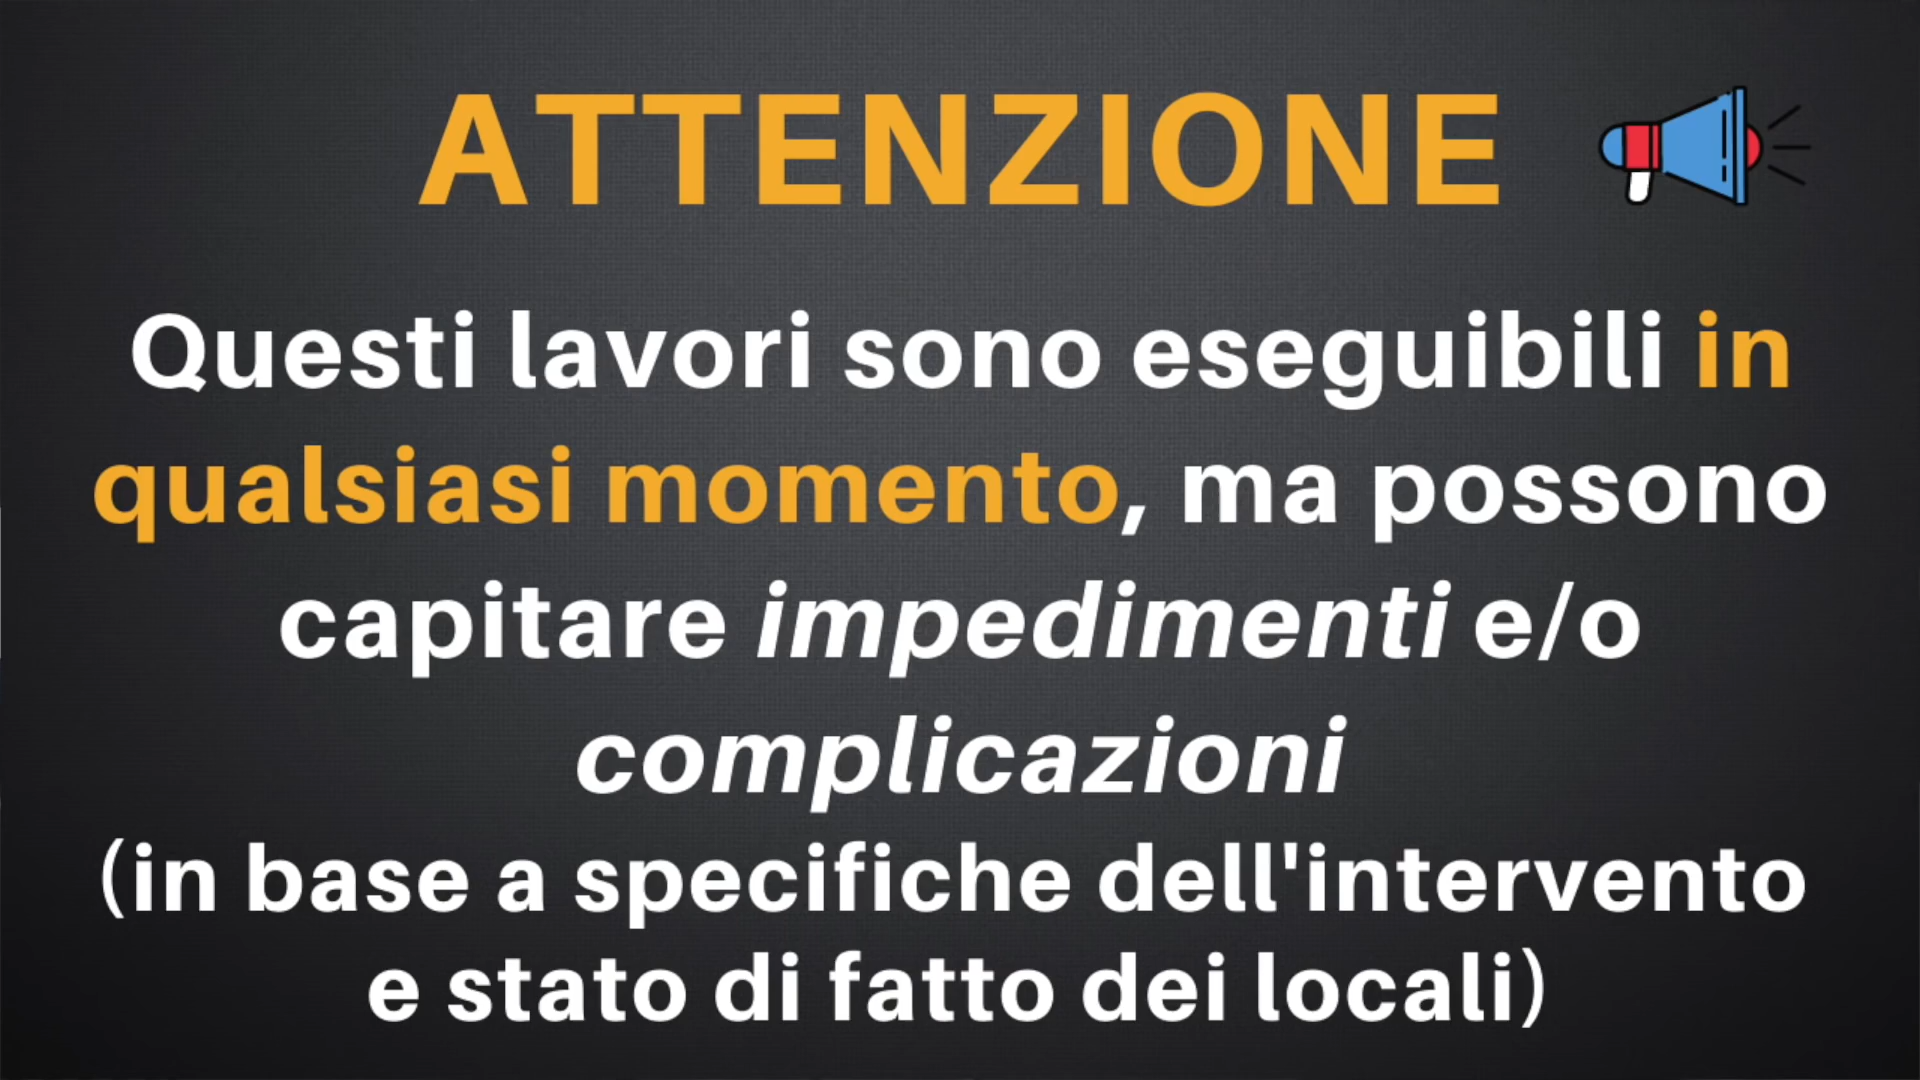 ATTENZIONE
Questi lavori sono eseguibili in
qualsiasi momento, ma possono
capitare impedimenti e/o
complicazioni
(in base a specifiche dell'intervento
e stato di fatto dei locali)